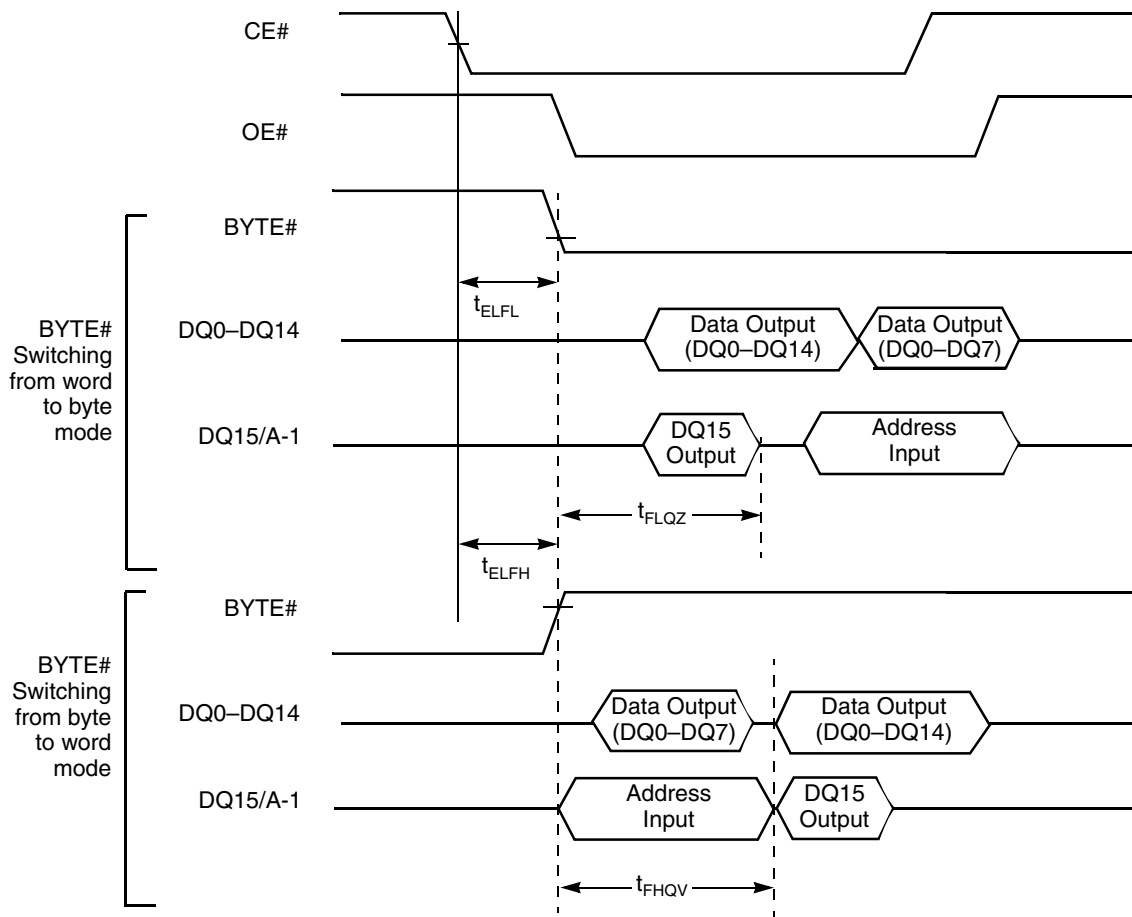 CE#
OE#
BYTE#
tELFL
BYTE#
Switching
from word
to byte
mode
DQ0–DQ14
Data Output
(DQ0–DQ14)
Data Output
(DQ0–DQ7)
DQ15/A-1
DQ15
Output
Address
Input
tFLQZ
tELFH
BYTE#
BYTE#
Switching
from byte
to word
mode
DQ0–DQ14
Data Output
(DQ0–DQ7)
Data Output
(DQ0–DQ14)
DQ15/A-1
Address
Input
DQ15
Output
tFHQV